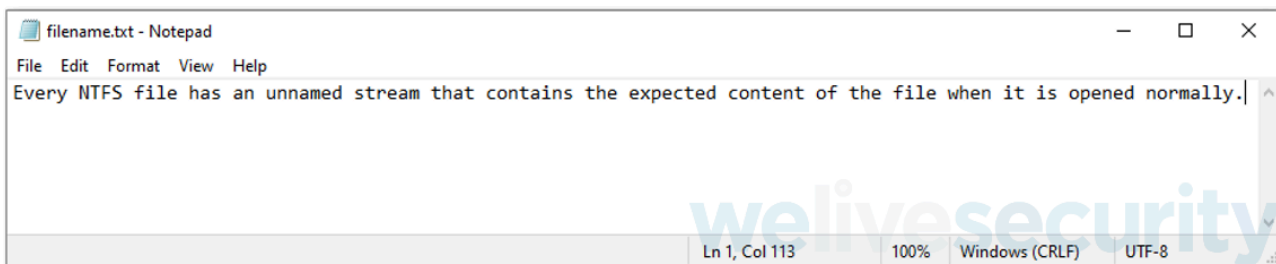 filename.txt - Notepad
File Edit Format View Help
Every NTFS file has an unnamed stream that contains the expected content of the file when it is opened normally.
welivesecurity
Ln 1, Col 113 100% Windows (CRLF) UTF-8